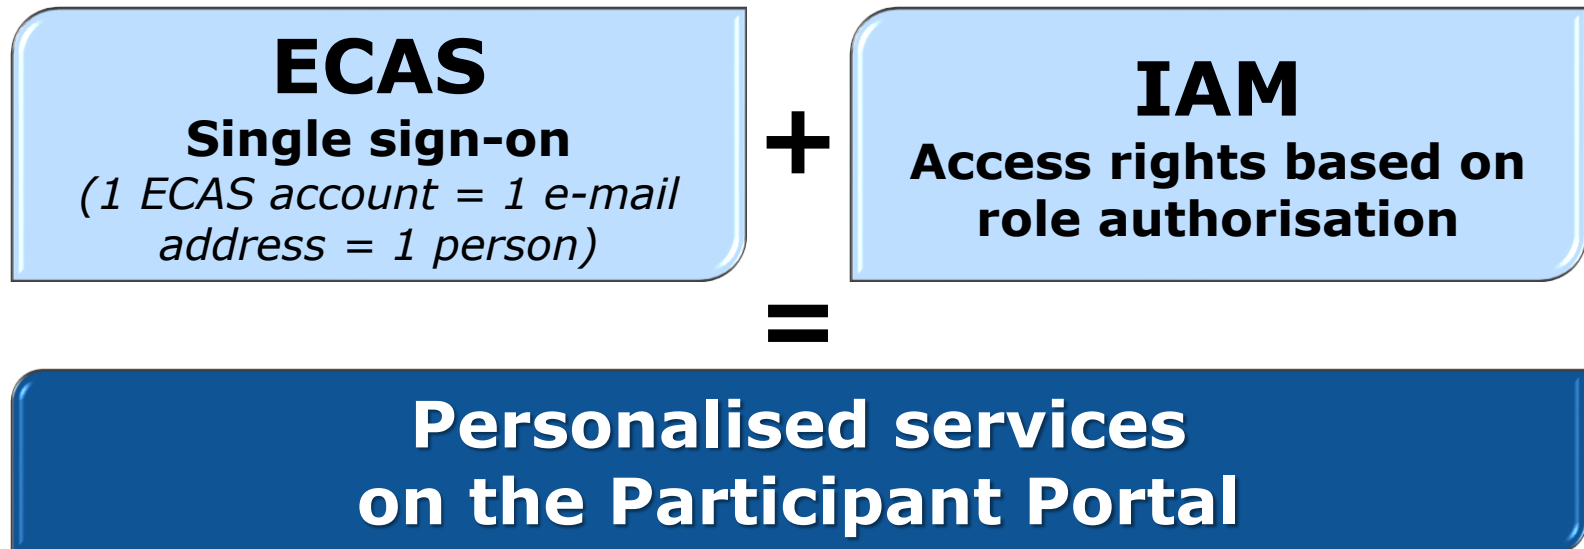 ECAS
Single sign-on
(1 ECAS account = 1 e-mail
address = 1 person)
+
IAM
Access rights based on
role authorisation
=
Personalised services
on the Participant Portal